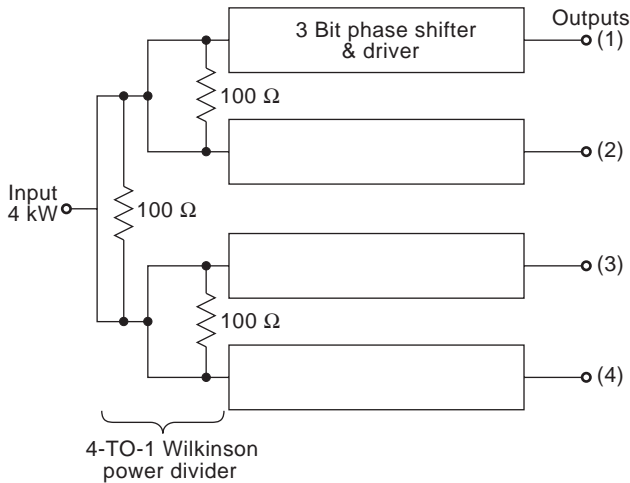 Outputs
3 Bit phase shifter
& driver
(1)
100 Ω
(2)
Input
4 kW
100 Ω
(3)
100 Ω
(4)
4-TO-1 Wilkinson
power divider